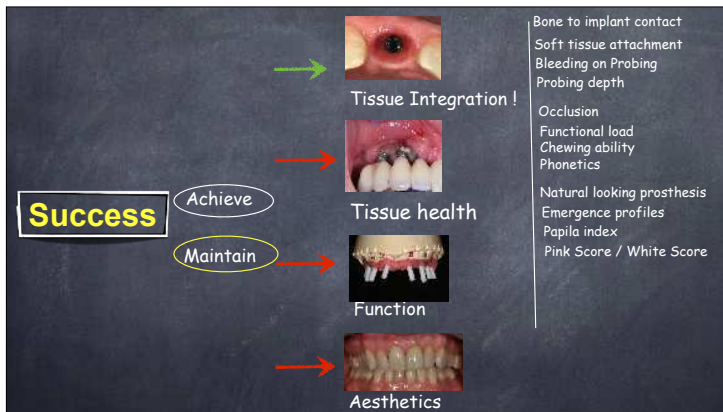 Success
Achieve
Maintain
Tissue Integration !
Tissue health
Function
Aesthetics
Bone to implant contact
Soft tissue attachment
Bleeding on Probing
Probing depth
Occlusion
Functional load
Chewing ability
Phonetics
Natural looking prosthesis
Emergence profiles
Papila index
Pink Score / White Score